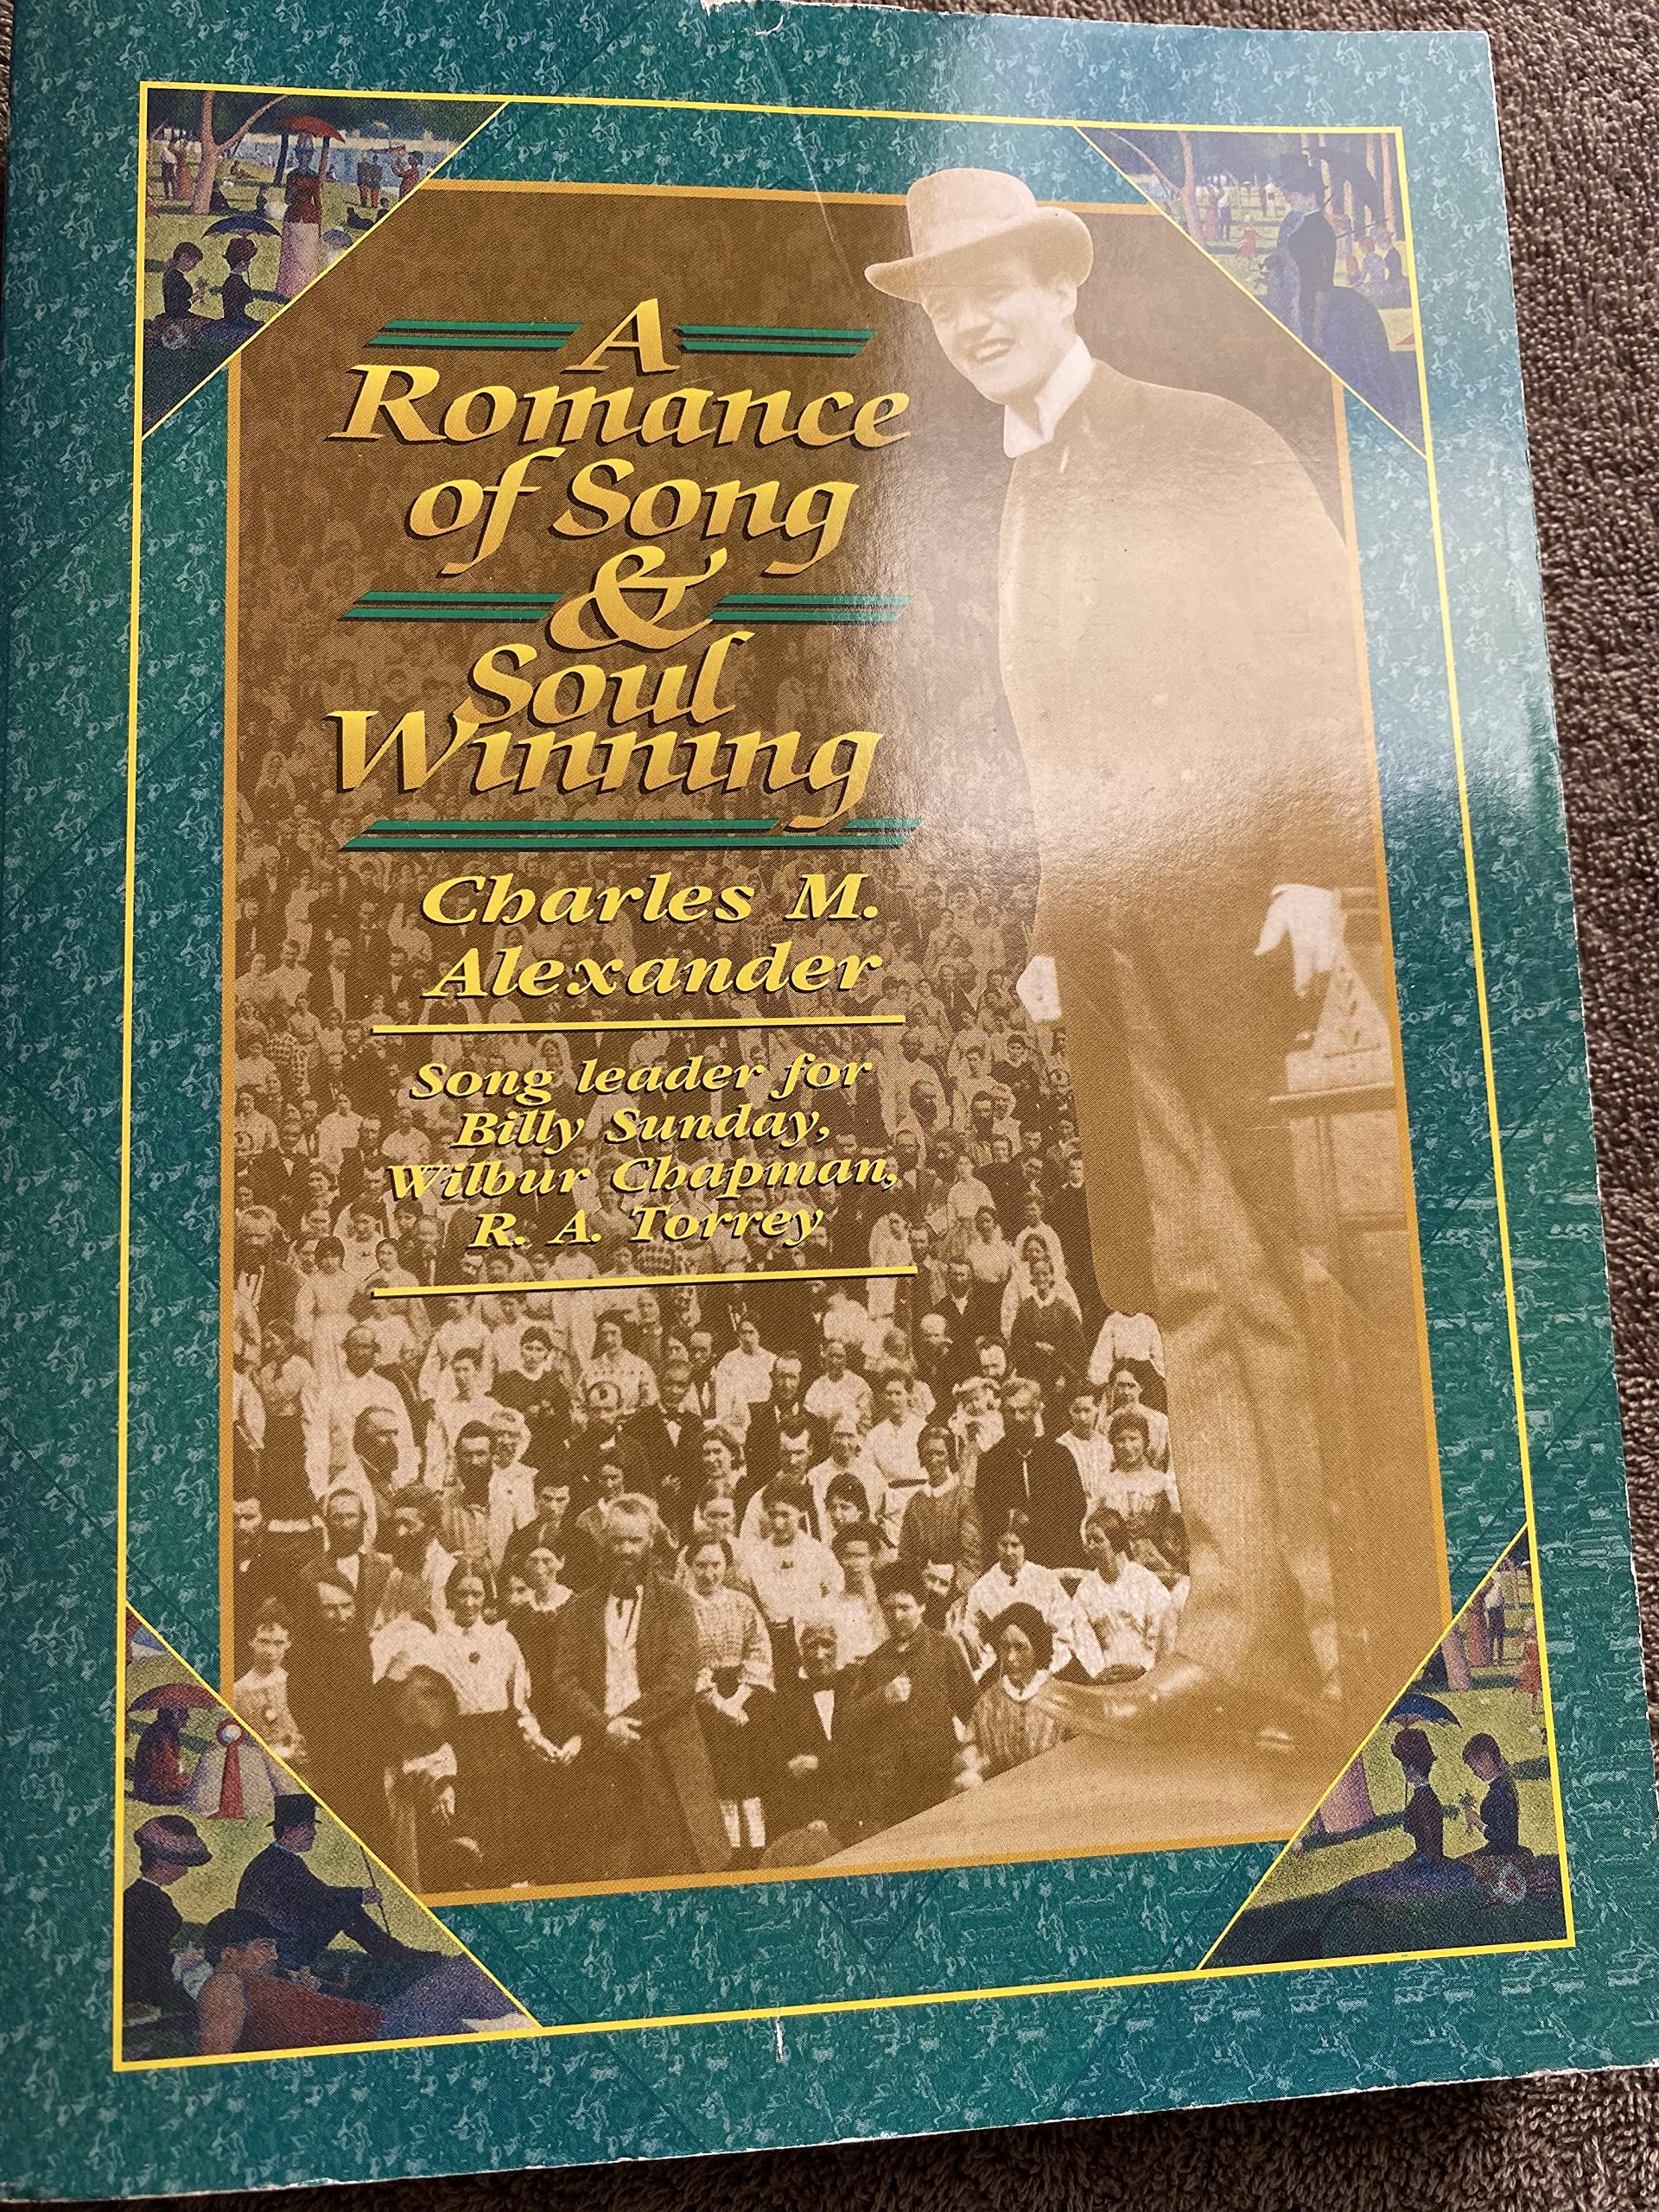 A
Romance
of Song
&
Soul
Winning
Charles M.
Alexander
Song leader for
Billy Sunday,
Wilbur Chapman,
R. A. Torrey